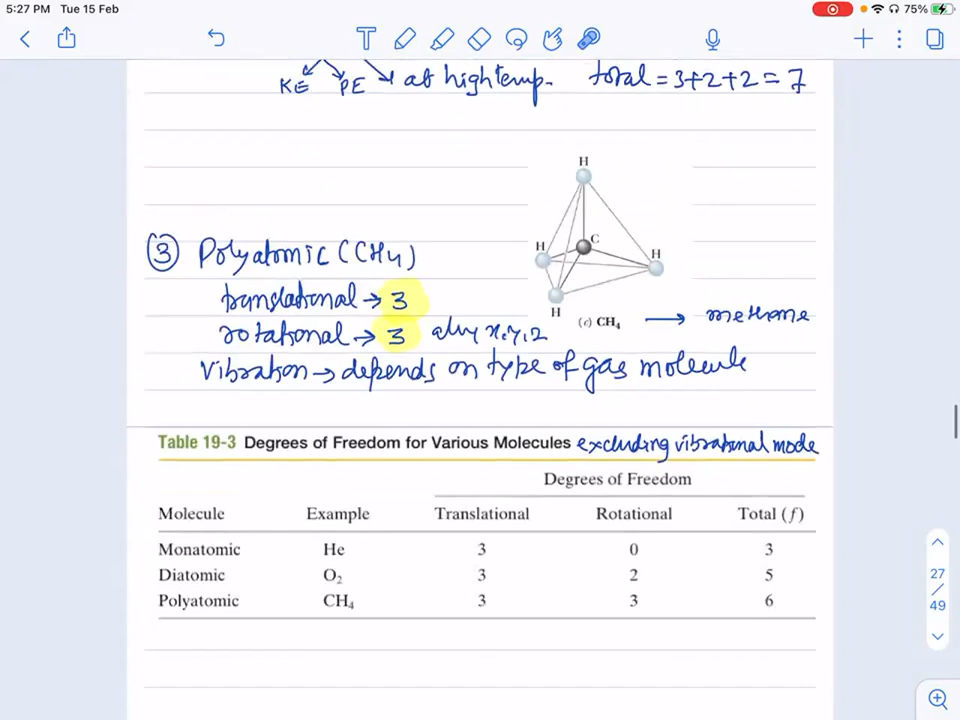 5:27 PM Tue 15 Feb
75%
KE PE at high temp. total = 3+2+2 = 7
H
C
H
H
H
(c) CH₄ → methane
③ Polyatomic (CH₄)
translational → 3
rotational → 3 along x, y, z
Vibration → depends on type of gas molecule
Table 19-3 Degrees of Freedom for Various Molecules excluding vibrational mode
Degrees of Freedom
Molecule Example Translational Rotational Total (f)
Monatomic He 3 0 3
Diatomic O₂ 3 2 5
Polyatomic CH₄ 3 3 6
27
/
49